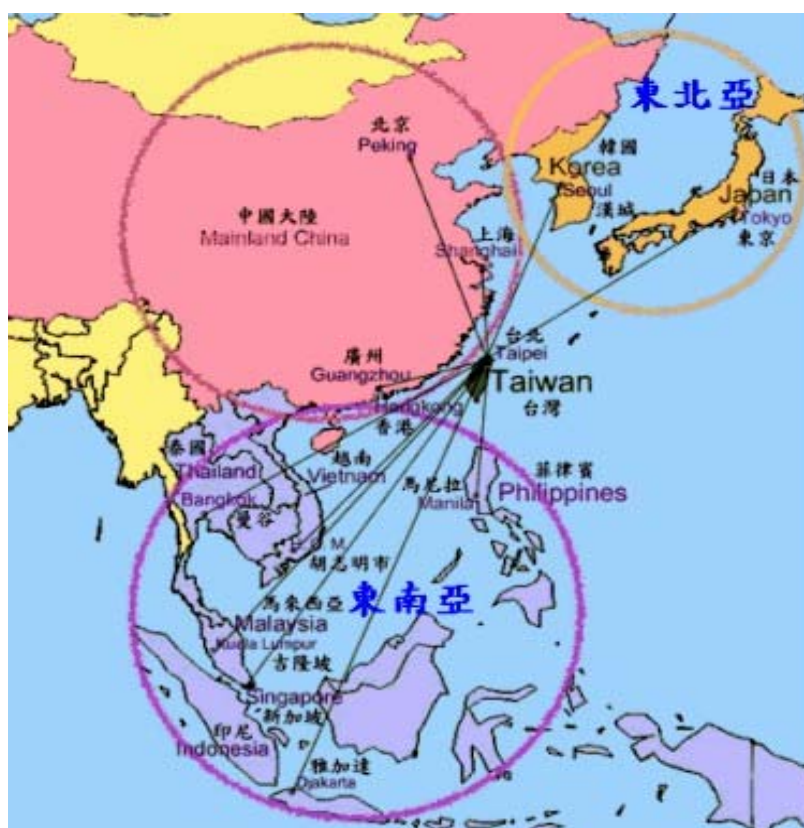 東北亞
北京
Peking
韓國
Korea
Seoul
漢城
日本
Japan
Tokyo
東京
中國大陸
Mainland China
上海
Shanghai
台北
Taipei
廣州
Guangzhou
Taiwan
台灣
Hongkong
香港
泰國
Thailand
Bangkok
曼谷
越南
Vietnam
馬尼拉
Manila
菲律賓
Philippines
H. C. M.
胡志明市
馬來西亞
東南亞
Malaysia
Kuala Lumpur
吉隆坡
Singapore
新加坡
印尼
Indonesia
雅加達
Djakarta